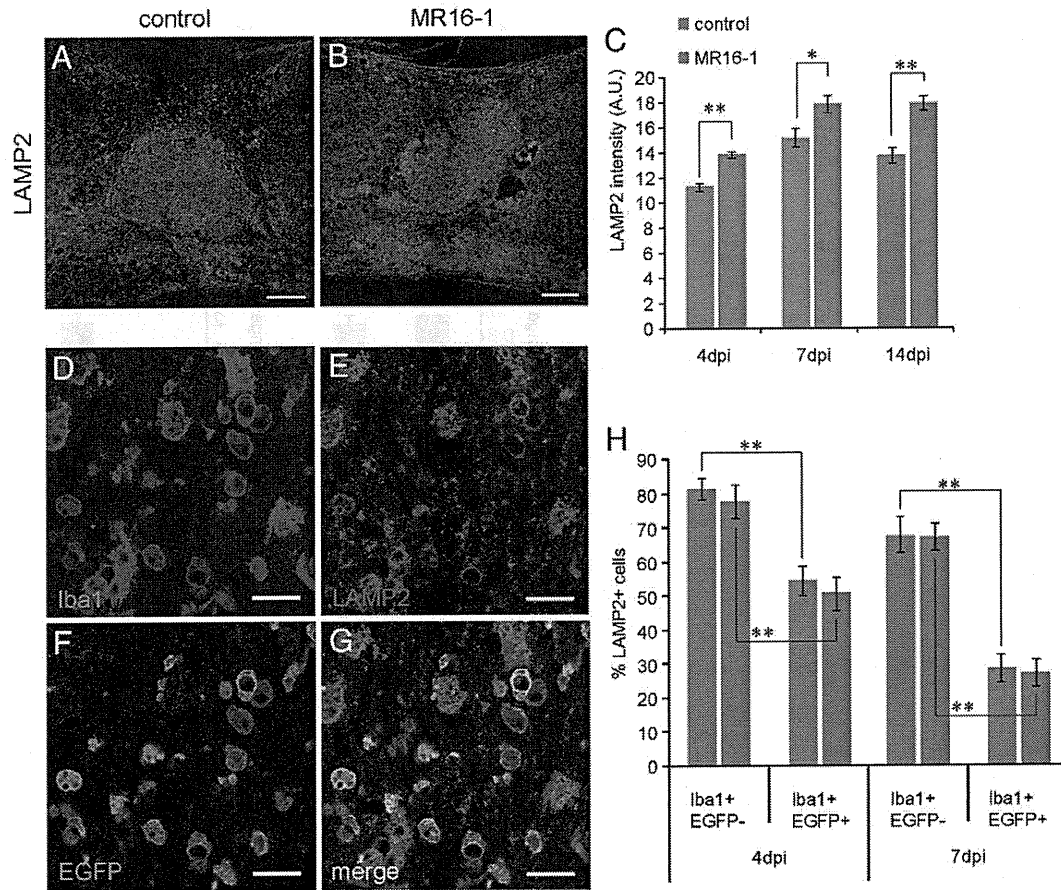 control
MR16-1
A
B
LAMP2
C
control
MR16-1
LAMP2 intensity (A.U.)
20
18
16
14
12
10
8
6
4
2
0
**
*
**
4dpi
7dpi
14dpi
D
E
Iba1
LAMP2
F
G
EGFP
merge
H
% LAMP2+ cells
90
80
70
60
50
40
30
20
10
0
**
**
**
**
Iba1+
EGFP-
Iba1+
EGFP+
Iba1+
EGFP-
Iba1+
EGFP+
4dpi
7dpi